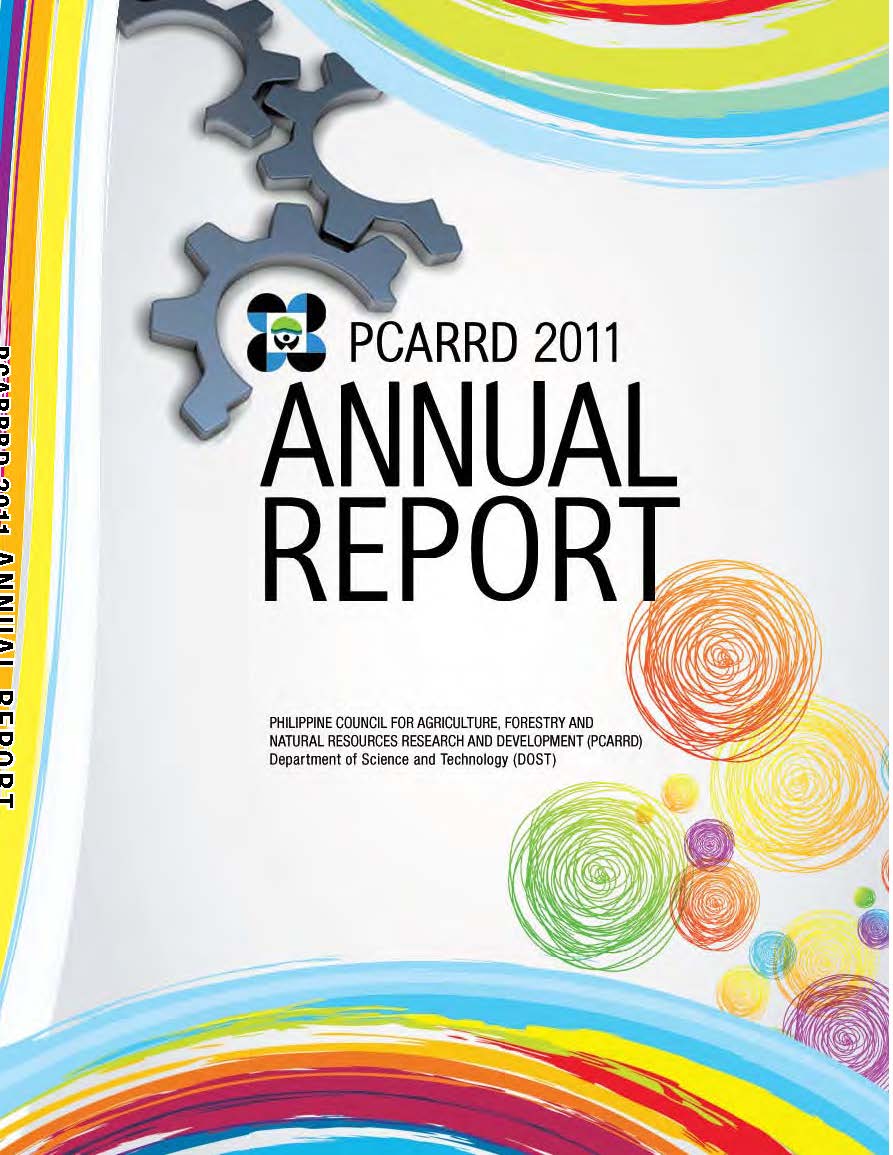 PCARRD 2011
ANNUAL
REPORT
PHILIPPINE COUNCIL FOR AGRICULTURE, FORESTRY AND
NATURAL RESOURCES RESEARCH AND DEVELOPMENT (PCARRD)
Department of Science and Technology (DOST)
2011 ANNUAL REPORT